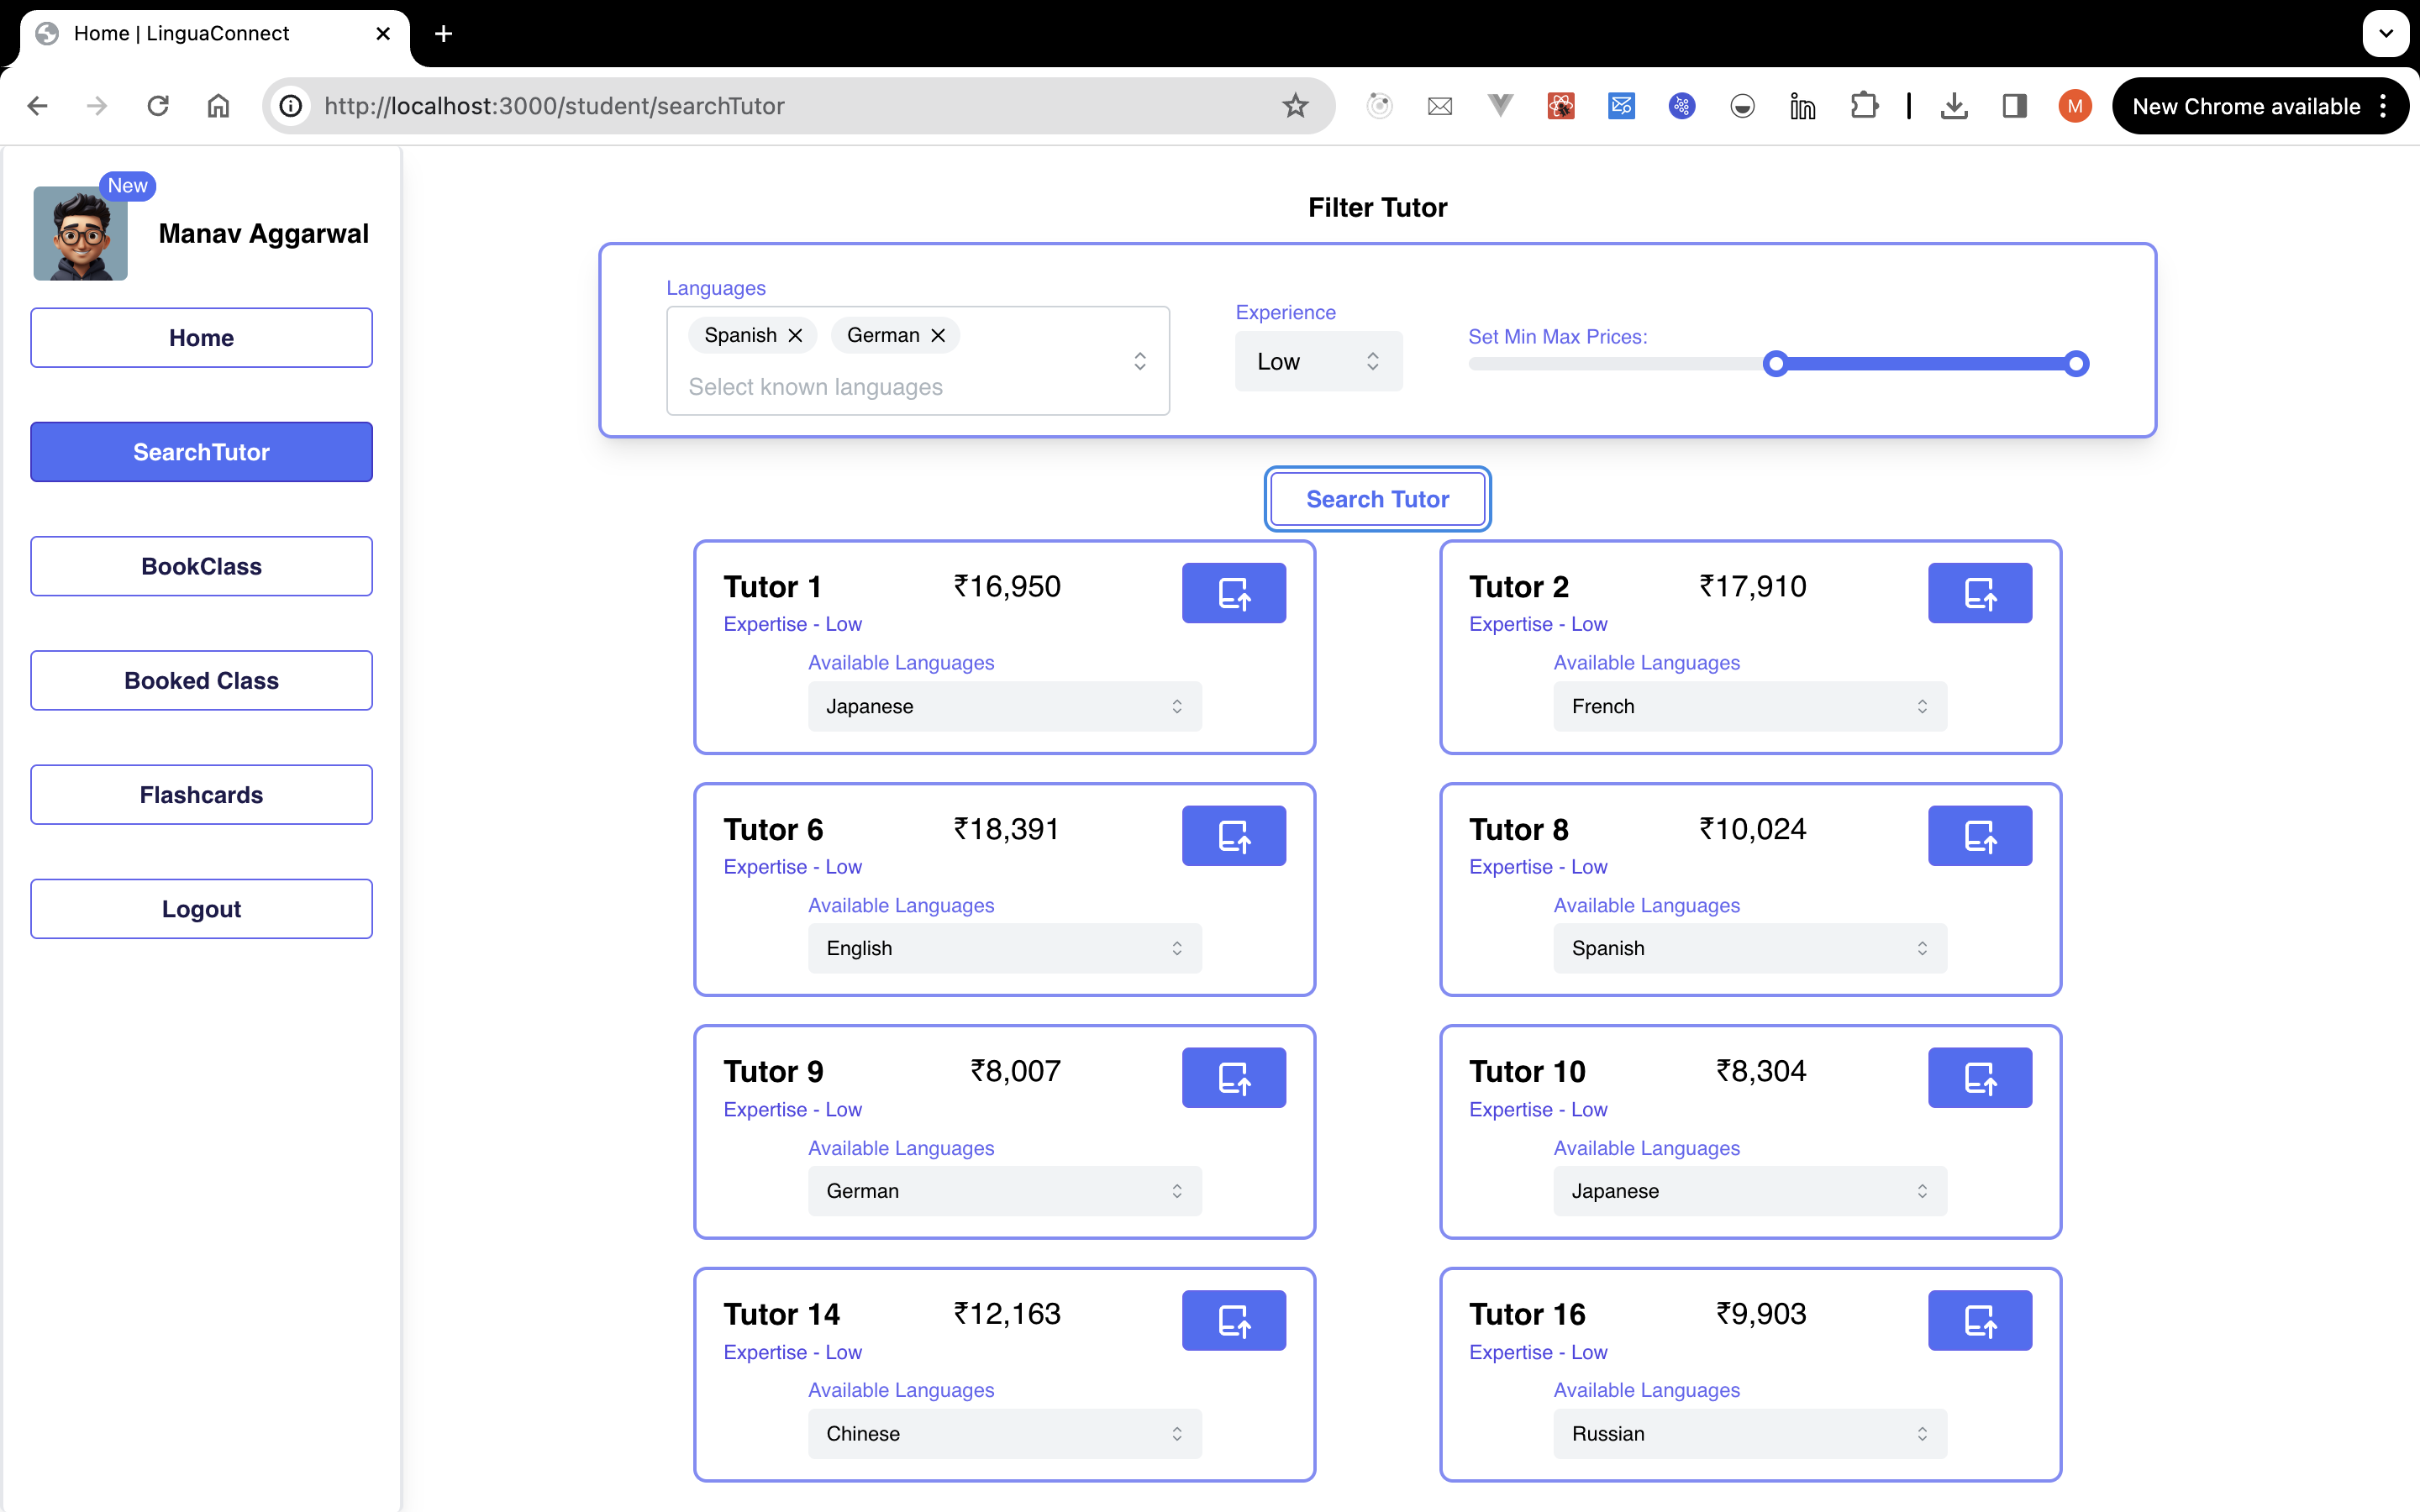 Home | LinguaConnect
http://localhost:3000/student/searchTutor
M
New Chrome available
New
Manav Aggarwal
Home
SearchTutor
BookClass
Booked Class
Flashcards
Logout
Filter Tutor
Languages
Spanish
German
Select known languages
Experience
Low
Set Min Max Prices:
Search Tutor
Tutor 1
₹16,950
Expertise - Low
Available Languages
Japanese
Tutor 2
₹17,910
Expertise - Low
Available Languages
French
Tutor 6
₹18,391
Expertise - Low
Available Languages
English
Tutor 8
₹10,024
Expertise - Low
Available Languages
Spanish
Tutor 9
₹8,007
Expertise - Low
Available Languages
German
Tutor 10
₹8,304
Expertise - Low
Available Languages
Japanese
Tutor 14
₹12,163
Expertise - Low
Available Languages
Chinese
Tutor 16
₹9,903
Expertise - Low
Available Languages
Russian